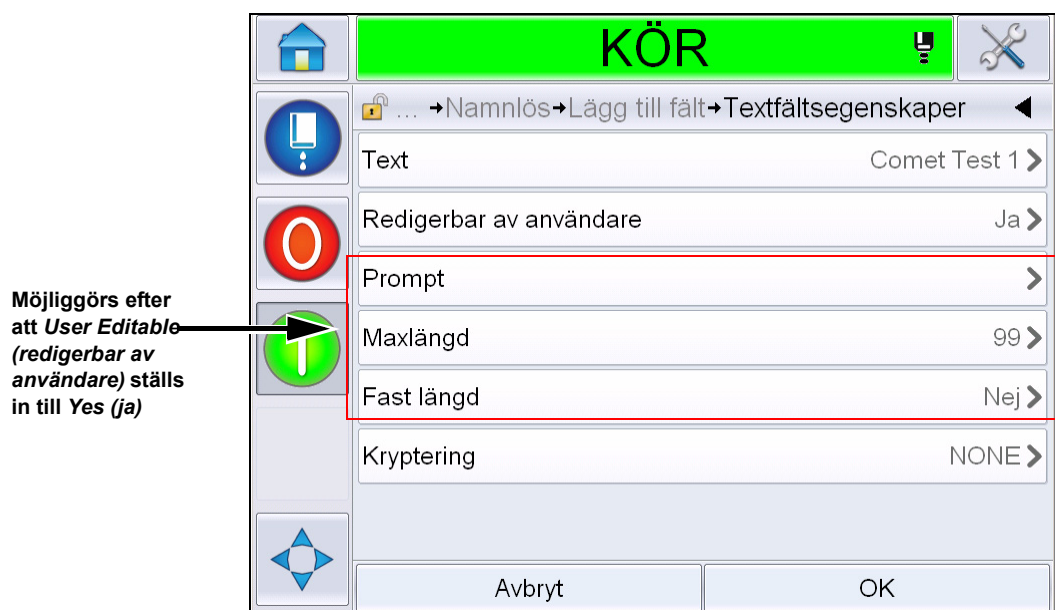 KÖR
... →Namnlös→Lägg till fält→Textfältsegenskaper
Text Comet Test 1
Redigerbar av användare Ja
Prompt
Maxlängd 99
Fast längd Nej
Kryptering NONE
Avbryt OK
Möjliggörs efter
att User Editable
(redigerbar av
användare) ställs
in till Yes (ja)